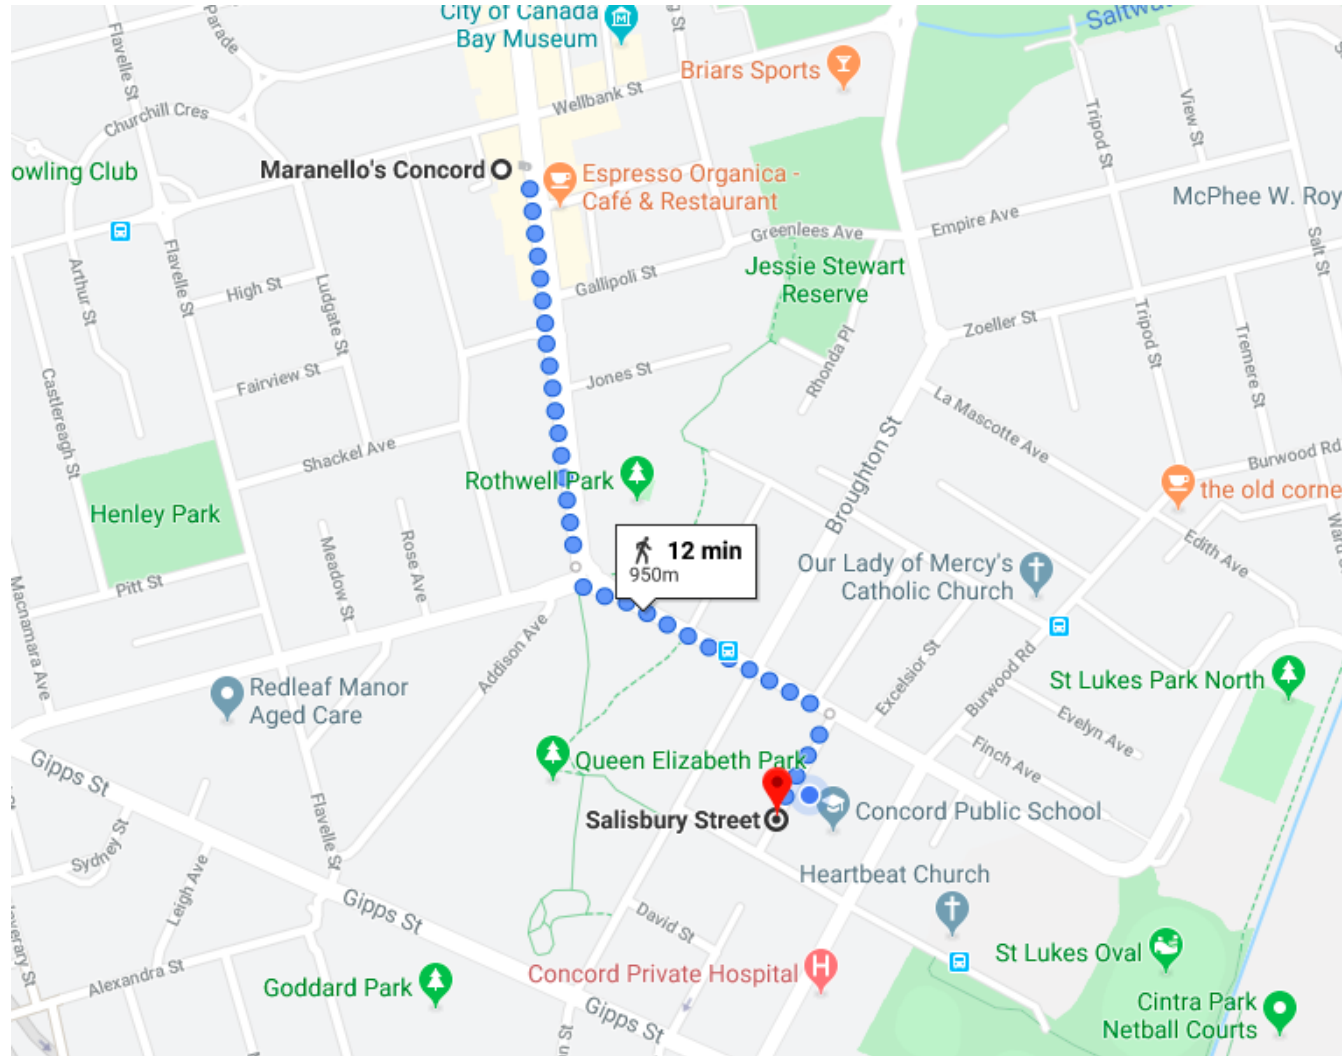 City of Canada
Bay Museum
Saltwa
Parade
Flavelle St
g St
Briars Sports
Wellbank St
Churchill Cres
Tripod St
View St
owling Club
Maranello's Concord
Espresso Organica -
Café & Restaurant
McPhee W. Roy
Empire Ave
Greenlees Ave
Flavelle St
Arthur St
High St
Ludgate St
Gallipoli St
Jessie Stewart
Reserve
Salt St
Zoeller St
Tripod St
Tremere St
Rhonda Pl
Jones St
Fairview St
Castlereagh St
La Mascotte Ave
Shackel Ave
Broughton St
Burwood Rd
Rothwell Park
the old corne
Henley Park
Ward
Rose Ave
Meadow St
12 min
950m
Edith Ave
Our Lady of Mercy's
Catholic Church
Pitt St
Macnamara Ave
Addison Ave
Excelsior St
Burwood Rd
St Lukes Park North
Redleaf Manor
Aged Care
Evelyn Ave
Finch Ave
Queen Elizabeth Park
Gipps St
Concord Public School
Salisbury Street
Flavelle St
Sydney St
Leigh Ave
Heartbeat Church
Gipps St
David St
St Lukes Oval
Concord Private Hospital
Alexandra St
Goddard Park
Cintra Park
Netball Courts
Gipps St
n St